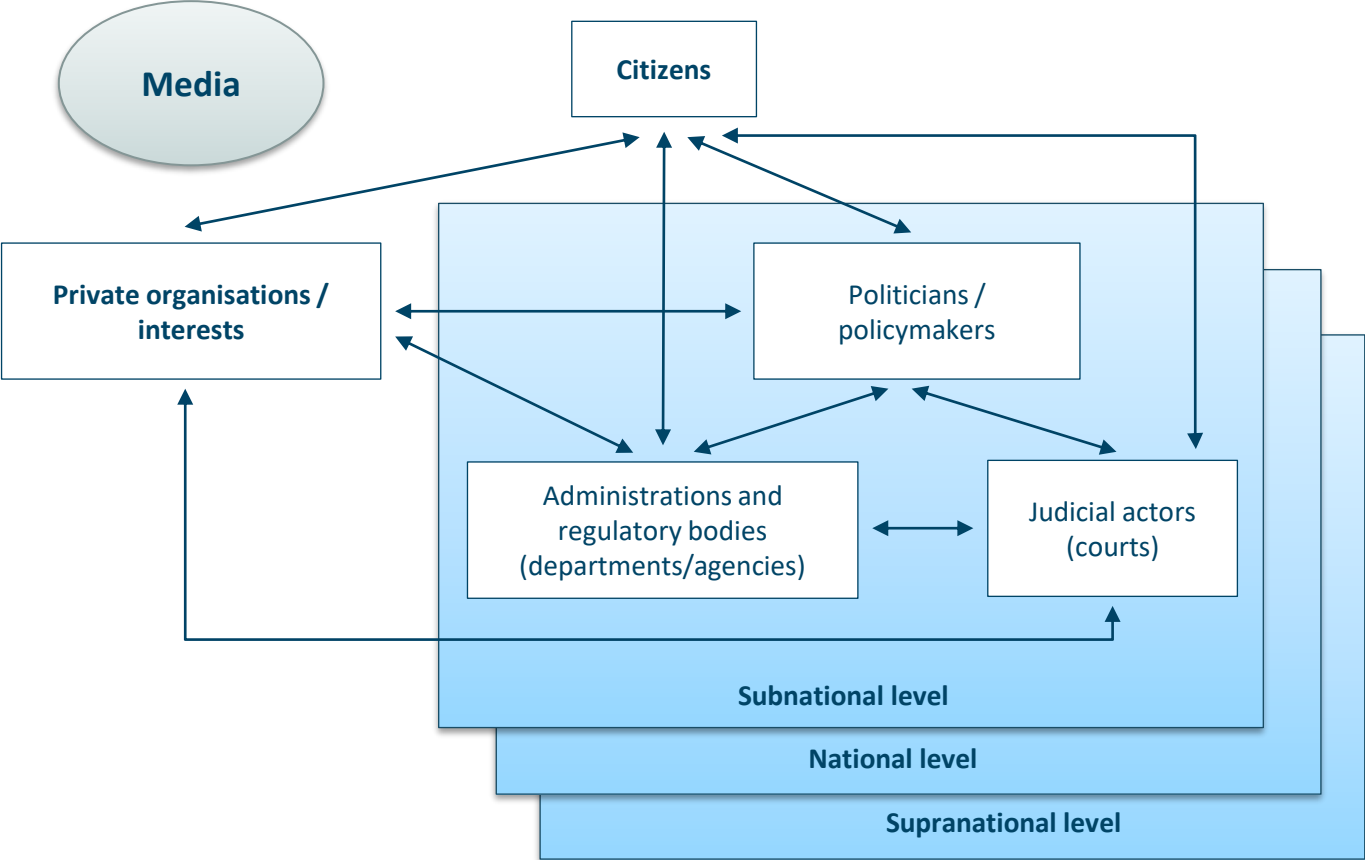 Media
Citizens
Private organisations /
interests
Politicians /
policymakers
Administrations and
regulatory bodies
(departments/agencies)
Judicial actors
(courts)
Subnational level
National level
Supranational level